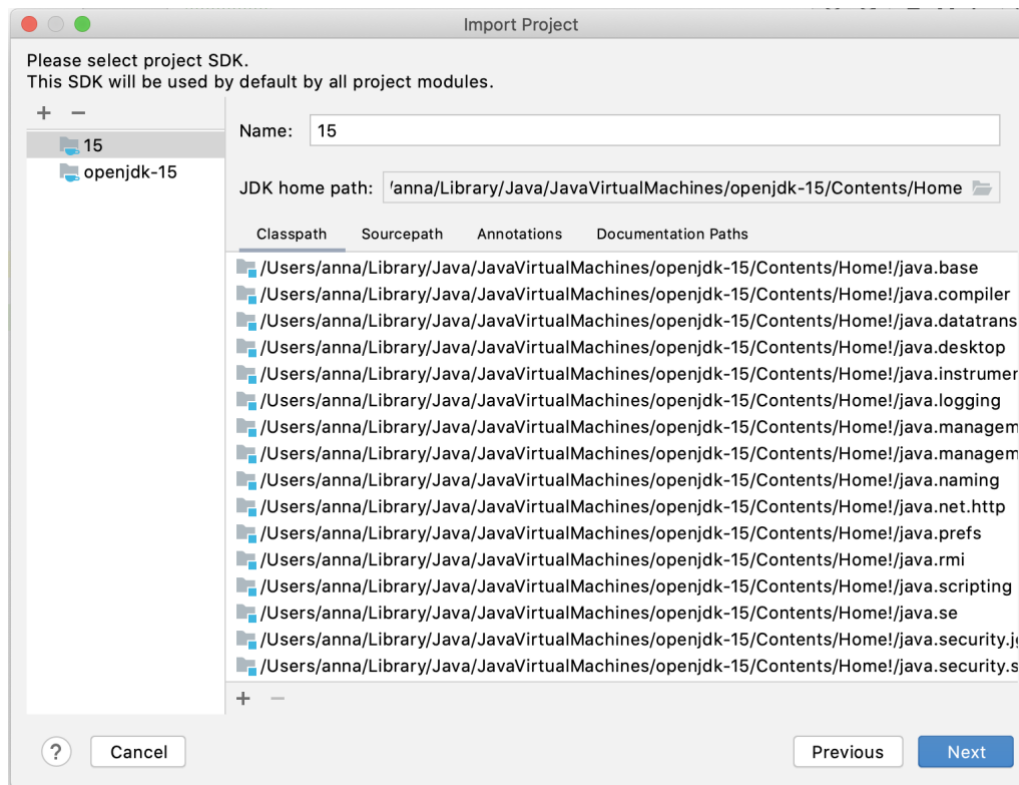 Import Project
Please select project SDK.
This SDK will be used by default by all project modules.
15
openjdk-15
Name: 15
JDK home path: 'anna/Library/Java/JavaVirtualMachines/openjdk-15/Contents/Home
Classpath Sourcepath Annotations Documentation Paths
/Users/anna/Library/Java/JavaVirtualMachines/openjdk-15/Contents/Home!/java.base
/Users/anna/Library/Java/JavaVirtualMachines/openjdk-15/Contents/Home!/java.compiler
/Users/anna/Library/Java/JavaVirtualMachines/openjdk-15/Contents/Home!/java.datatrans
/Users/anna/Library/Java/JavaVirtualMachines/openjdk-15/Contents/Home!/java.desktop
/Users/anna/Library/Java/JavaVirtualMachines/openjdk-15/Contents/Home!/java.instrumer
/Users/anna/Library/Java/JavaVirtualMachines/openjdk-15/Contents/Home!/java.logging
/Users/anna/Library/Java/JavaVirtualMachines/openjdk-15/Contents/Home!/java.managem
/Users/anna/Library/Java/JavaVirtualMachines/openjdk-15/Contents/Home!/java.managem
/Users/anna/Library/Java/JavaVirtualMachines/openjdk-15/Contents/Home!/java.naming
/Users/anna/Library/Java/JavaVirtualMachines/openjdk-15/Contents/Home!/java.net.http
/Users/anna/Library/Java/JavaVirtualMachines/openjdk-15/Contents/Home!/java.prefs
/Users/anna/Library/Java/JavaVirtualMachines/openjdk-15/Contents/Home!/java.rmi
/Users/anna/Library/Java/JavaVirtualMachines/openjdk-15/Contents/Home!/java.scripting
/Users/anna/Library/Java/JavaVirtualMachines/openjdk-15/Contents/Home!/java.se
/Users/anna/Library/Java/JavaVirtualMachines/openjdk-15/Contents/Home!/java.security.j
/Users/anna/Library/Java/JavaVirtualMachines/openjdk-15/Contents/Home!/java.security.s
? Cancel Previous Next